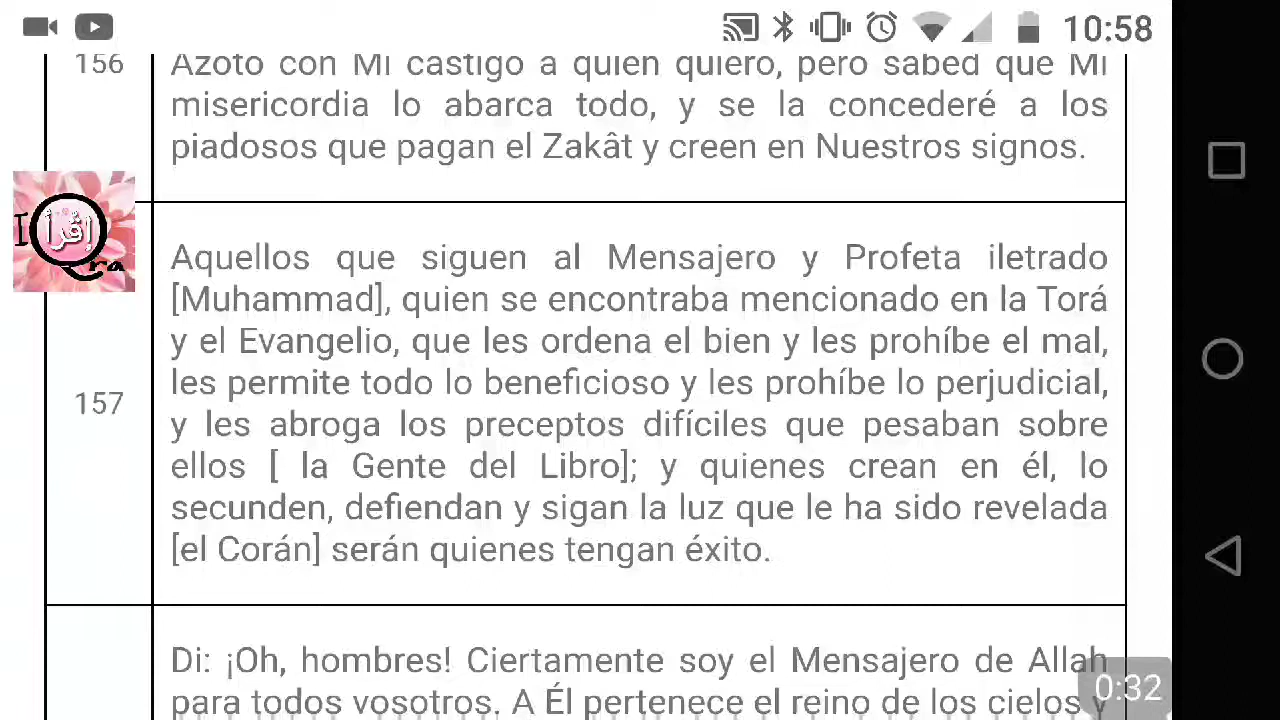 10:58
156
Azoto con Mi castigo a quien quiero, pero sabed que Mi
misericordia lo abarca todo, y se la concederé a los
piadosos que pagan el Zakât y creen en Nuestros signos.
I إقرأ
Qra
157
Aquellos que siguen al Mensajero y Profeta iletrado
[Muhammad], quien se encontraba mencionado en la Torá
y el Evangelio, que les ordena el bien y les prohíbe el mal,
les permite todo lo beneficioso y les prohíbe lo perjudicial,
y les abroga los preceptos difíciles que pesaban sobre
ellos [ la Gente del Libro]; y quienes crean en él, lo
secunden, defiendan y sigan la luz que le ha sido revelada
[el Corán] serán quienes tengan éxito.
Di: ¡Oh, hombres! Ciertamente soy el Mensajero de Allah
para todos vosotros. A Él pertenece el reino de los cielos y
0:32